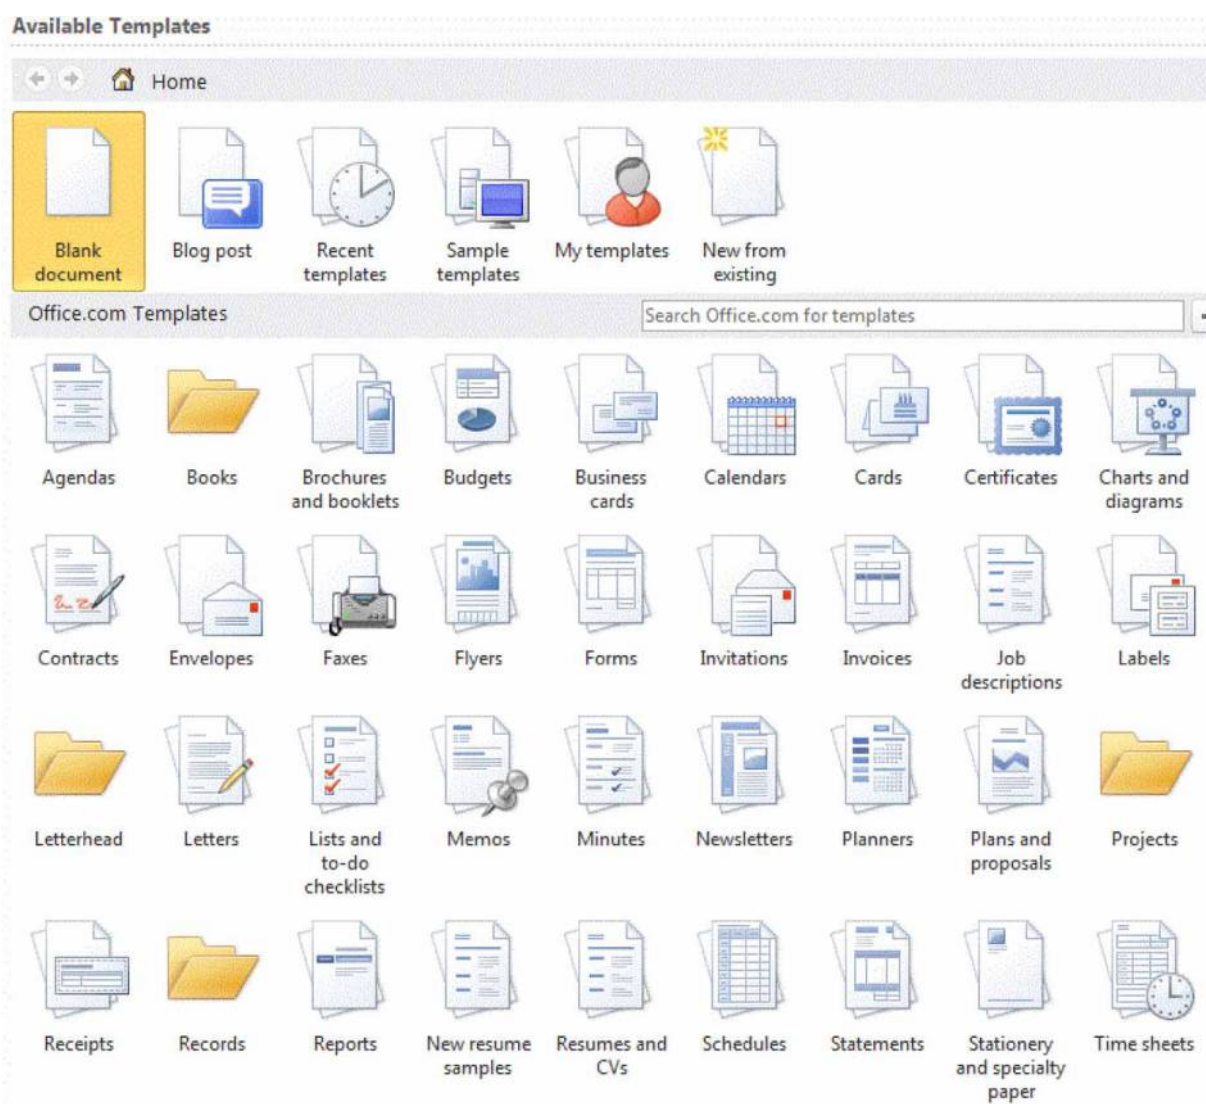 Available Templates
Home
Blank
document
Blog post
Recent
templates
Sample
templates
My templates
New from
existing
Office.com Templates
Search Office.com for templates
Agendas
Books
Brochures
and booklets
Budgets
Business
cards
Calendars
Cards
Certificates
Charts and
diagrams
Contracts
Envelopes
Faxes
Flyers
Forms
Invitations
Invoices
Job
descriptions
Labels
Letterhead
Letters
Lists and
to-do
checklists
Memos
Minutes
Newsletters
Planners
Plans and
proposals
Projects
Receipts
Records
Reports
New resume
samples
Resumes and
CVs
Schedules
Statements
Stationery
and specialty
paper
Time sheets